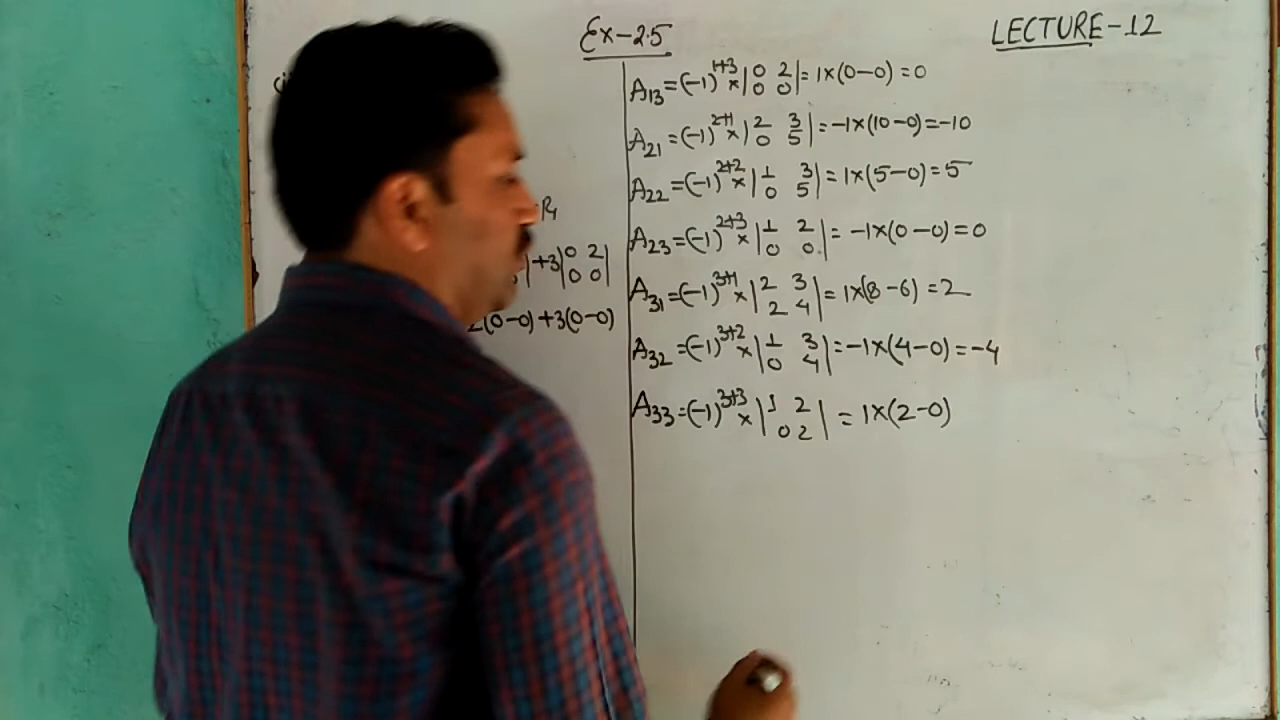 Ex-2.5
LECTURE-12
R₁
+3|0 2|
|0 0|
2(0-0)+3(0-0)
A₁₃=(-1)¹⁺³×|0 2|=1×(0-0)=0
|0 0|
A₂₁=(-1)²⁺¹×|2 3|=-1×(10-0)=-10
|0 5|
A₂₂=(-1)²⁺²×|1 3|=1×(5-0)=5
|0 5|
A₂₃=(-1)²⁺³×|1 2|=-1×(0-0)=0
|0 0|
A₃₁=(-1)³⁺¹×|2 3|=1×(8-6)=2
|2 4|
A₃₂=(-1)³⁺²×|1 3|=-1×(4-0)=-4
|0 4|
A₃₃=(-1)³⁺³×|1 2|=1×(2-0)
|0 2|